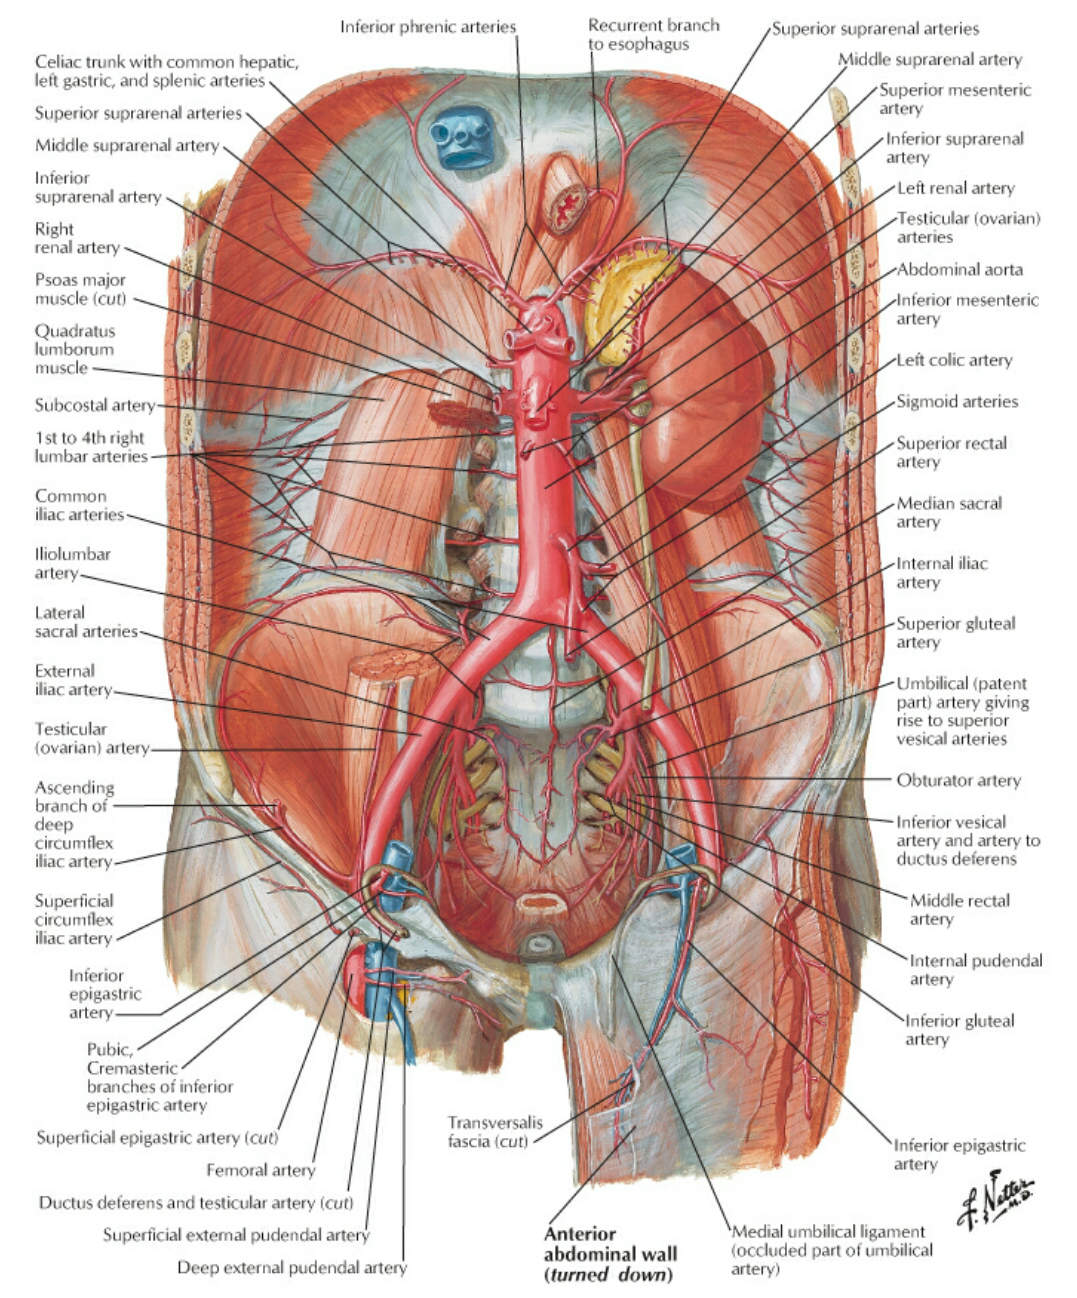 Inferior phrenic arteries
Recurrent branch
to esophagus
Superior suprarenal arteries
Celiac trunk with common hepatic,
left gastric, and splenic arteries
Superior suprarenal arteries
Middle suprarenal artery
Inferior
suprarenal artery
Right
renal artery
Psoas major
muscle (cut)
Quadratus
lumborum
muscle
Subcostal artery
1st to 4th right
lumbar arteries
Common
iliac arteries
Iliolumbar
artery
Lateral
sacral arteries
External
iliac artery
Testicular
(ovarian) artery
Ascending
branch of
deep
circumflex
iliac artery
Superficial
circumflex
iliac artery
Inferior
epigastric
artery
Pubic,
Cremasteric
branches of inferior
epigastric artery
Superficial epigastric artery (cut)
Femoral artery
Ductus deferens and testicular artery (cut)
Superficial external pudendal artery
Deep external pudendal artery
Middle suprarenal artery
Superior mesenteric
artery
Inferior suprarenal
artery
Left renal artery
Testicular (ovarian)
arteries
Abdominal aorta
Inferior mesenteric
artery
Left colic artery
Sigmoid arteries
Superior rectal
artery
Median sacral
artery
Internal iliac
artery
Superior gluteal
artery
Umbilical (patent
part) artery giving
rise to superior
vesical arteries
Obturator artery
Inferior vesical
artery and artery to
ductus deferens
Middle rectal
artery
Internal pudendal
artery
Inferior gluteal
artery
Inferior epigastric
artery
Transversalis
fascia (cut)
Anterior
abdominal wall
(turned down)
Medial umbilical ligament
(occluded part of umbilical
artery)
F. Netter
M.D.